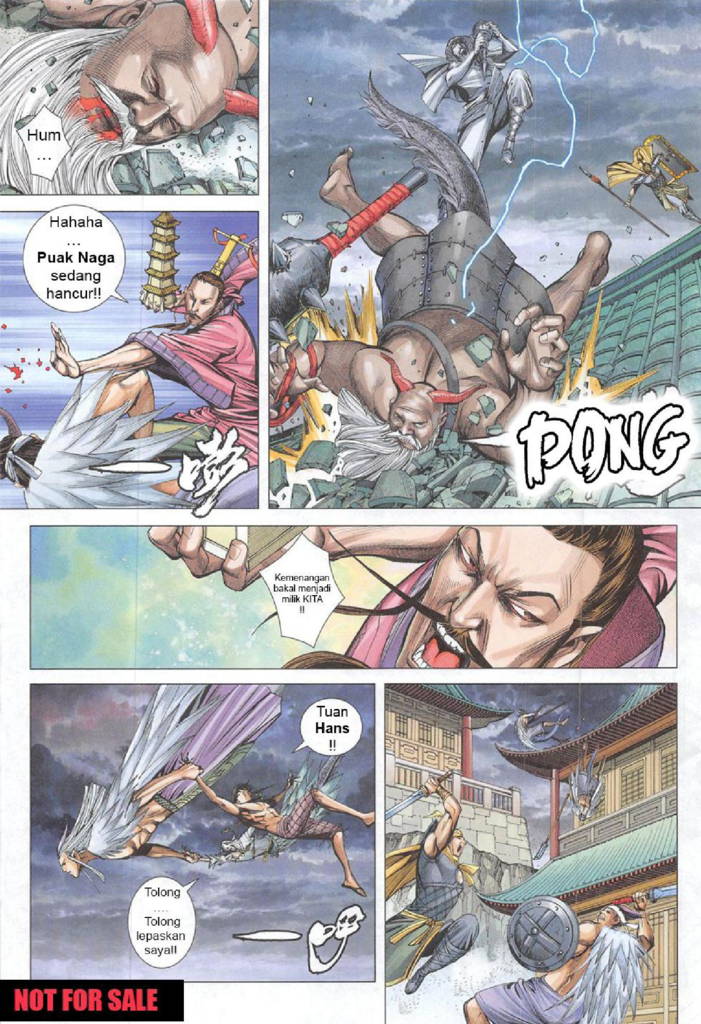 Hum
...
Hahaha
...
Puak Naga
sedang
hancur!!
嘭
PONG
Kemenangan
bakal menjadi
milik KITA
!!
Tuan
Hans
!!
Tolong
....
Tolong
lepaskan
saya!!
NOT FOR SALE